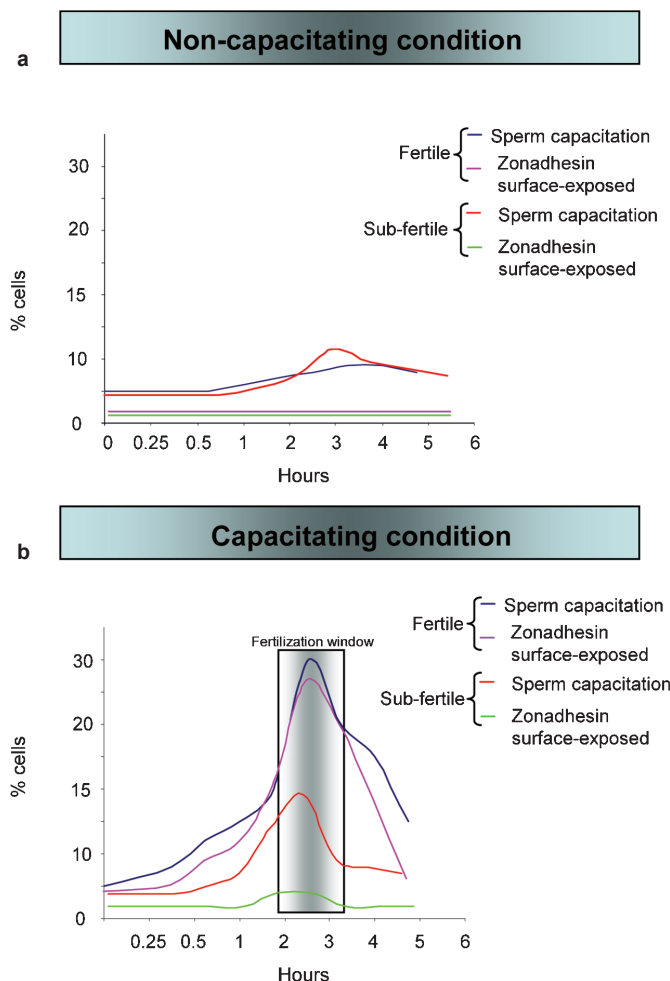 Non-capacitating condition
a
Sperm capacitation
Fertile
Zonadhesin
surface-exposed
Sperm capacitation
Sub-fertile
Zonadhesin
surface-exposed
% cells
30
20
15
10
0
0 0.25 0.5 1 2 3 4 5 6
Hours
Capacitating condition
b
Sperm capacitation
Fertile
Zonadhesin
surface-exposed
Sperm capacitation
Sub-fertile
Zonadhesin
surface-exposed
Fertilization window
% cells
30
20
15
10
0
0.25 0.5 1 2 3 4 5 6
Hours